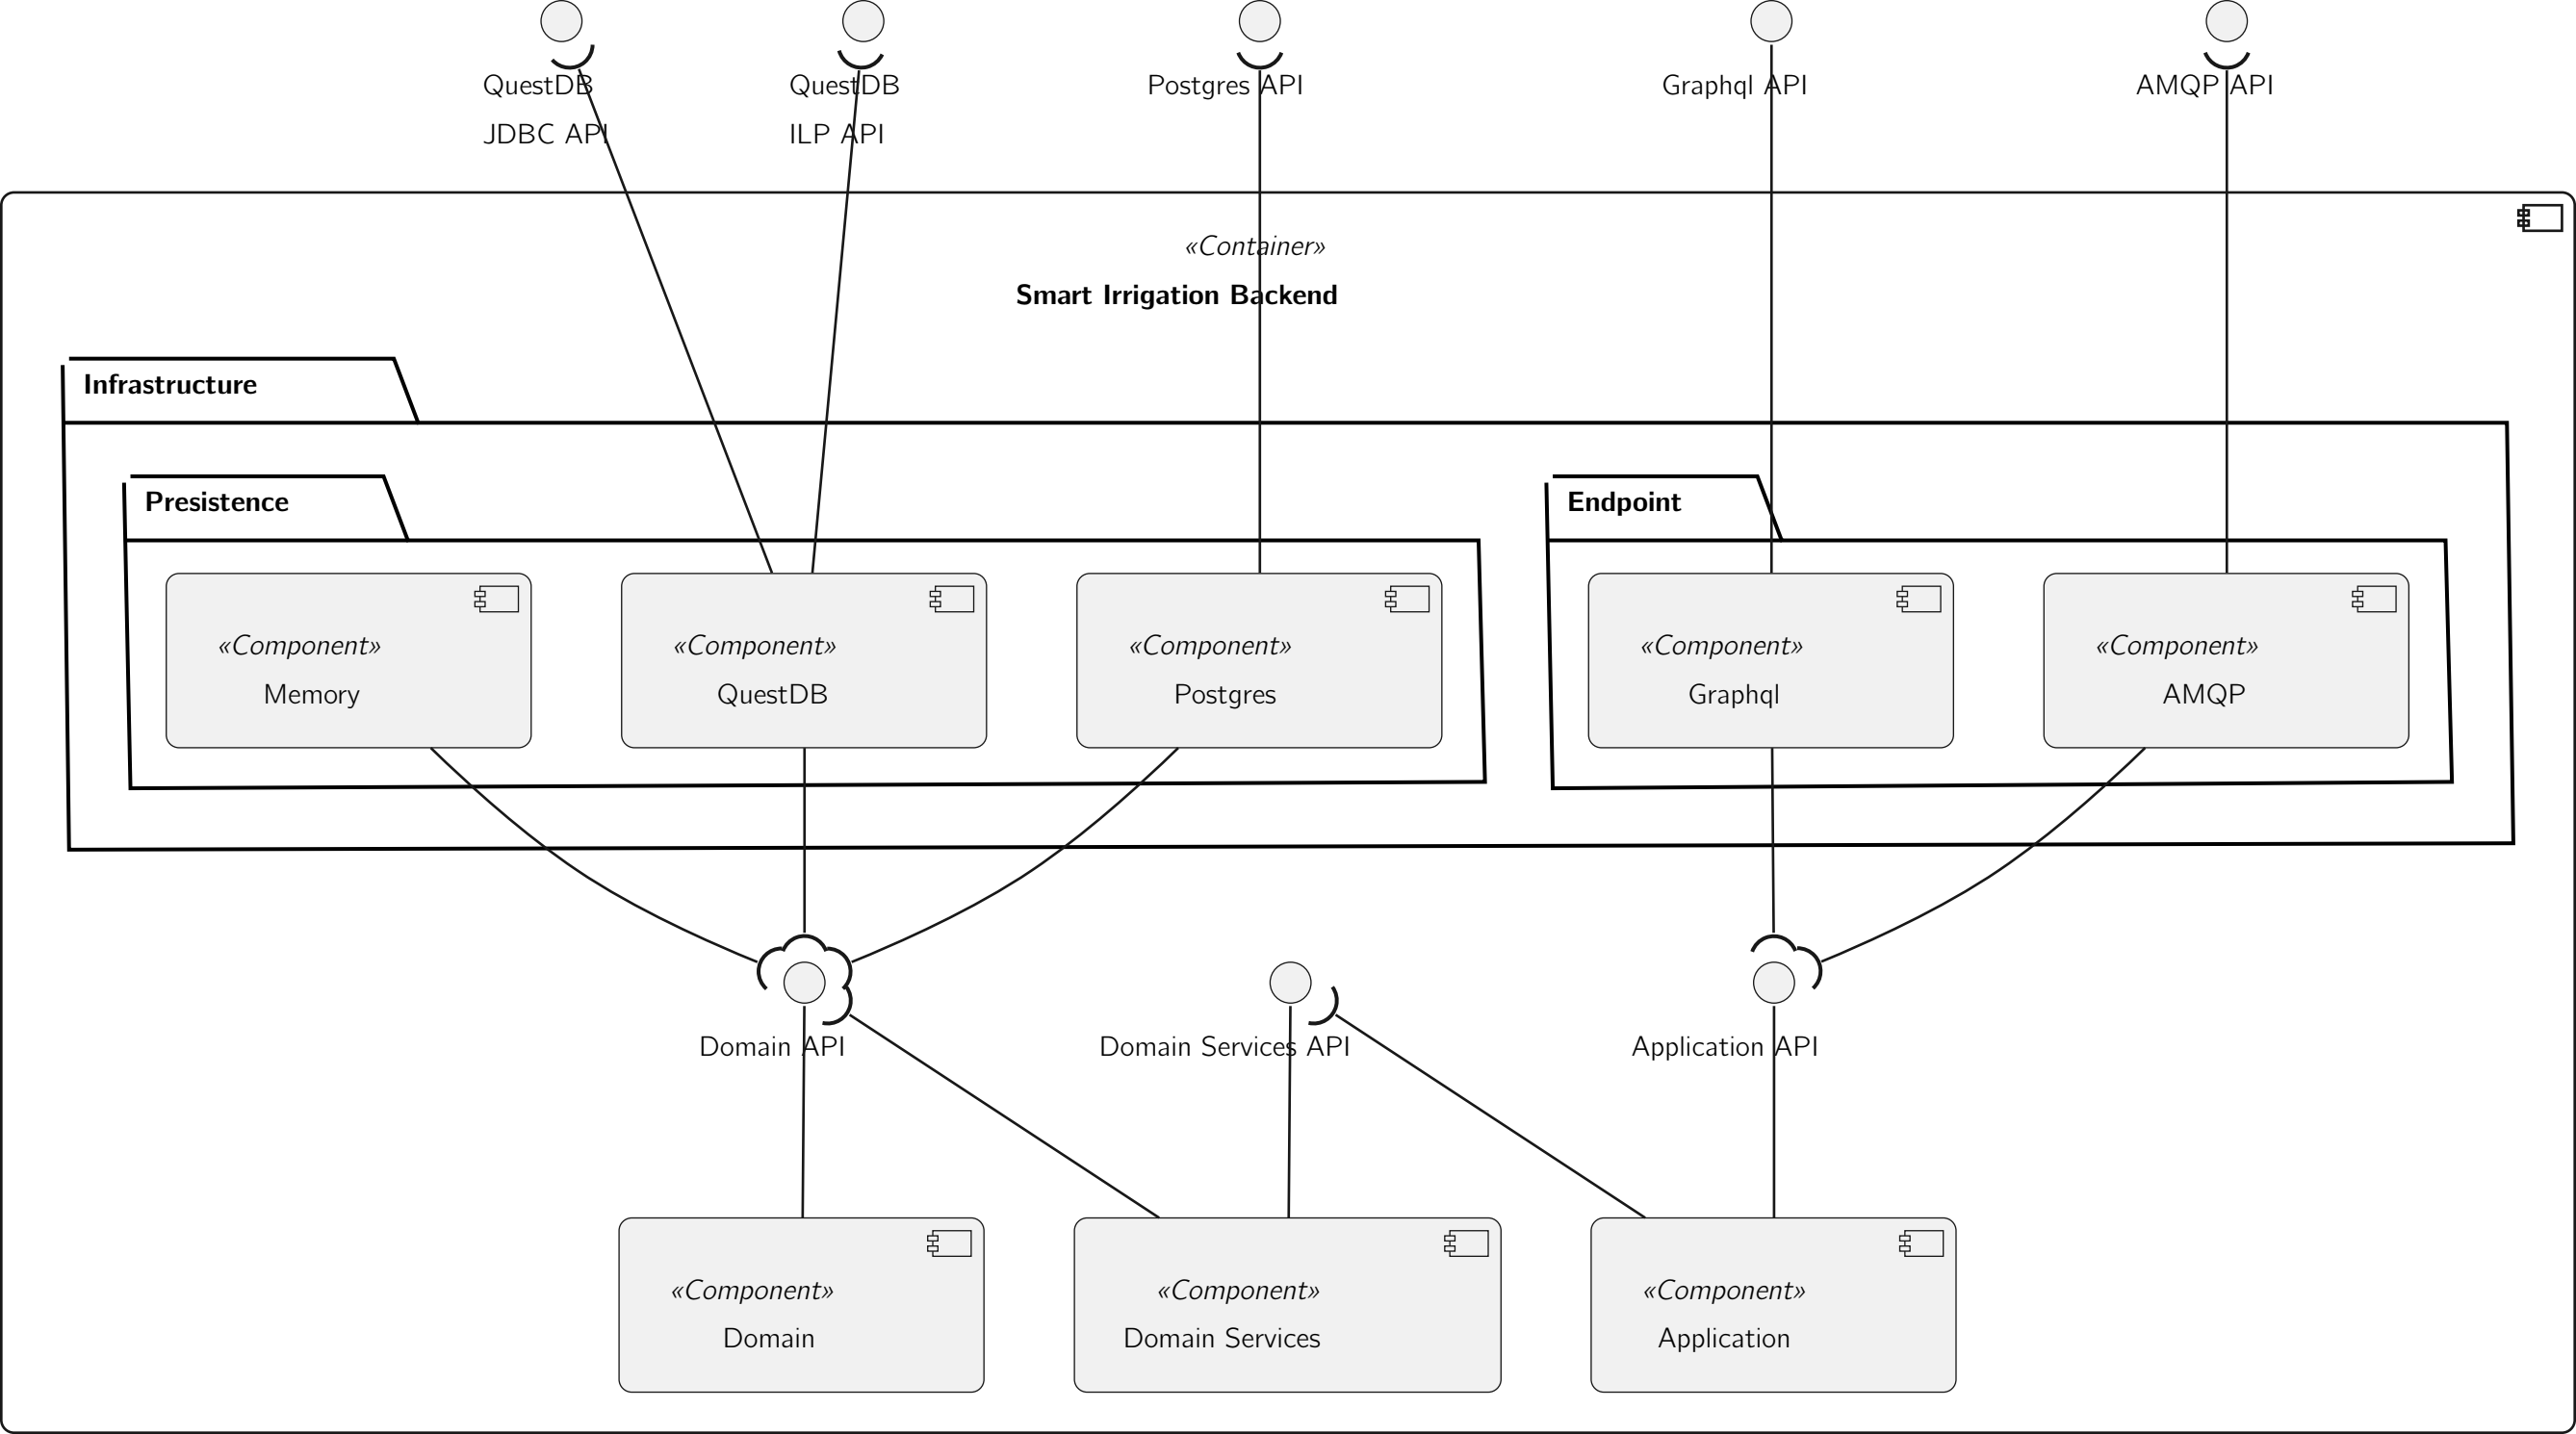 QuestDB
JDBC API
QuestDB
ILP API
Postgres API
Graphql API
AMQP API
«Container»
Smart Irrigation Backend
Infrastructure
Presistence
Endpoint
«Component»
Memory
«Component»
QuestDB
«Component»
Postgres
«Component»
Graphql
«Component»
AMQP
Domain API
Domain Services API
Application API
«Component»
Domain
«Component»
Domain Services
«Component»
Application